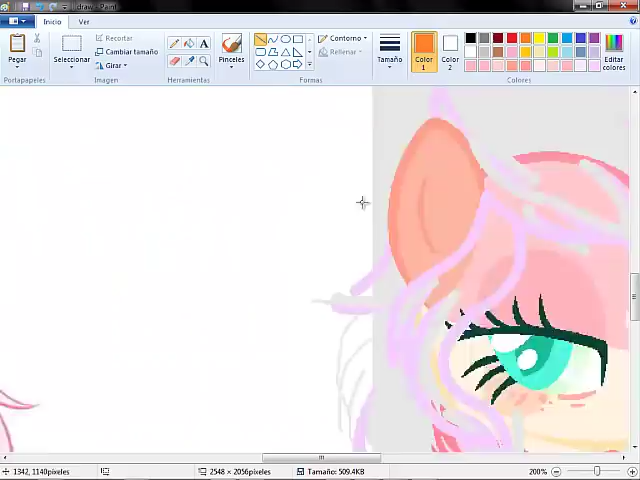 draw - Paint
Inicio Ver
Pegar
Portapapeles
Seleccionar
Recortar
Cambiar tamaño
Girar
Imagen
A
Herramientas
Pinceles
Contorno
Rellenar
Formas
Tamaño
Color 1
Color 2
Editar colores
Colores
1342, 1140píxeles
2548 × 2056píxeles
Tamaño: 509.4KB
200%